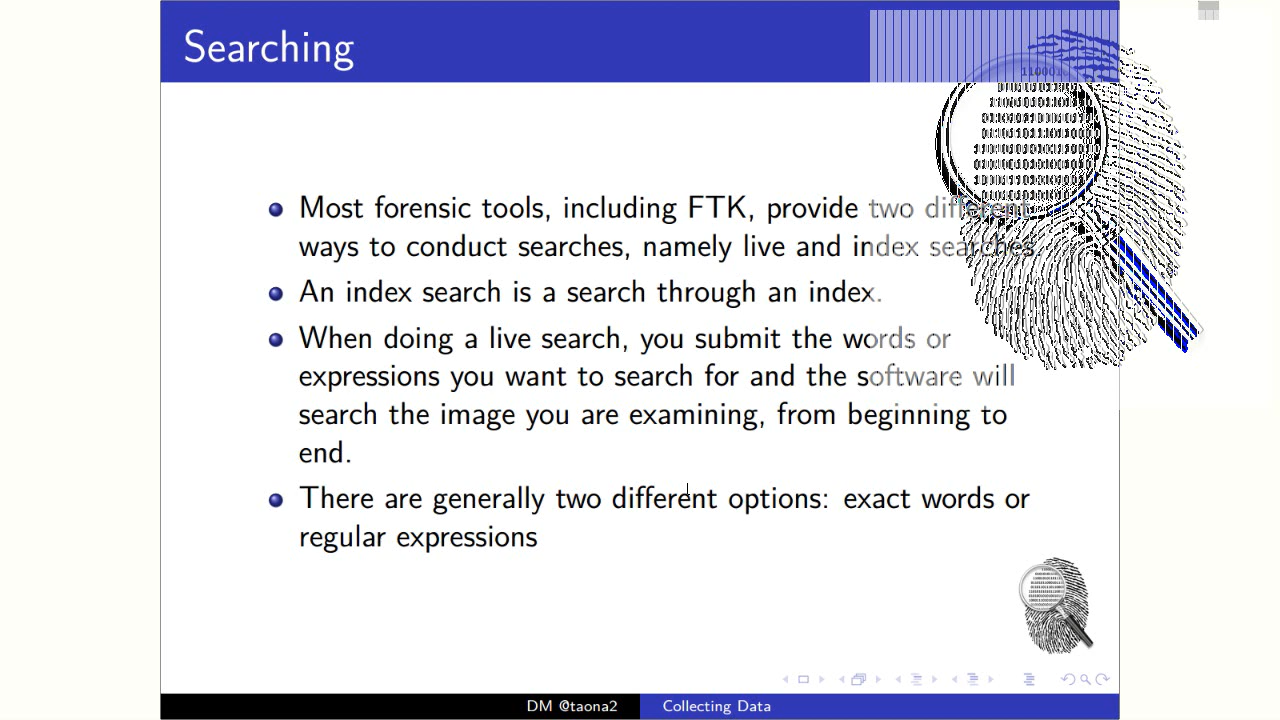 Searching
Most forensic tools, including FTK, provide two different
ways to conduct searches, namely live and index searches.
An index search is a search through an index.
When doing a live search, you submit the words or
expressions you want to search for and the software will
search the image you are examining, from beginning to
end.
There are generally two different options: exact words or
regular expressions
DM @taona2
Collecting Data